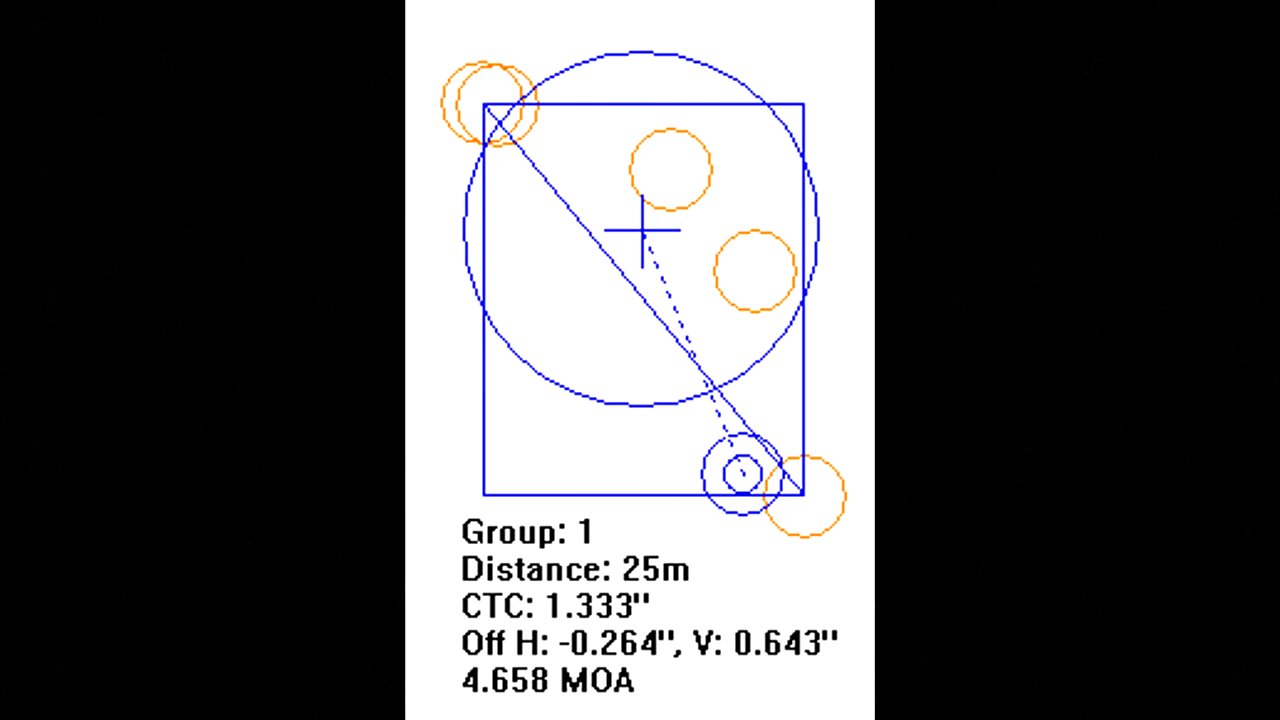 Group: 1
Distance: 25m
CTC: 1.333"
Off H: -0.264", V: 0.643"
4.658 MOA